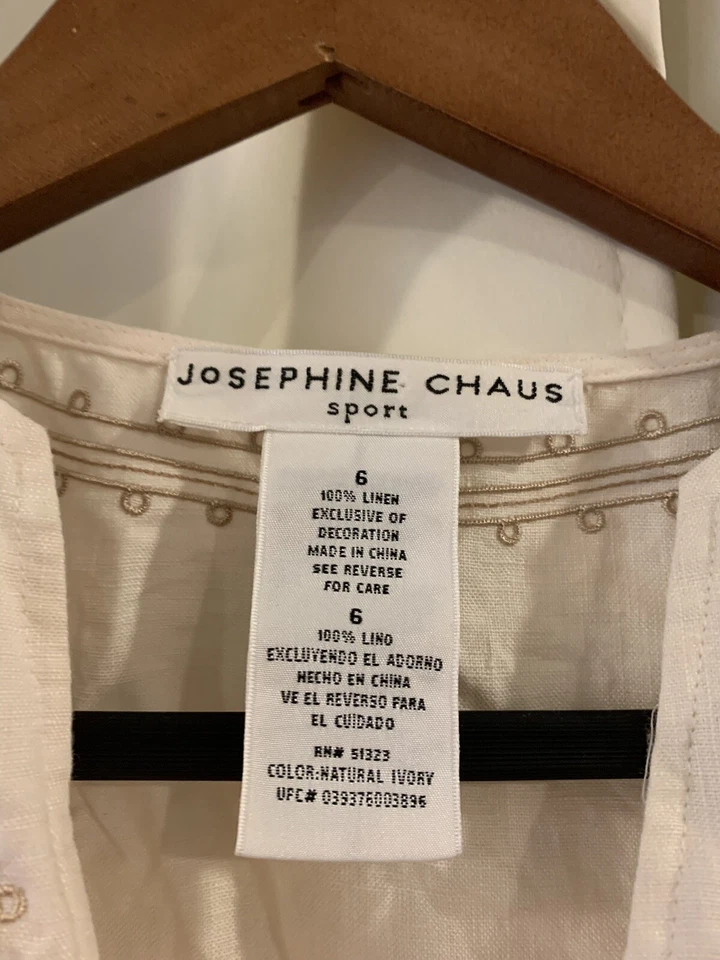 JOSEPHINE CHAUS
sport
6
100% LINEN
EXCLUSIVE OF
DECORATION
MADE IN CHINA
SEE REVERSE
FOR CARE
6
100% LINO
EXCLUYENDO EL ADORNO
HECHO EN CHINA
VE EL REVERSO PARA
EL CUIDADO
RN# 51323
COLOR:NATURAL IVORY
UPC# 039376003896